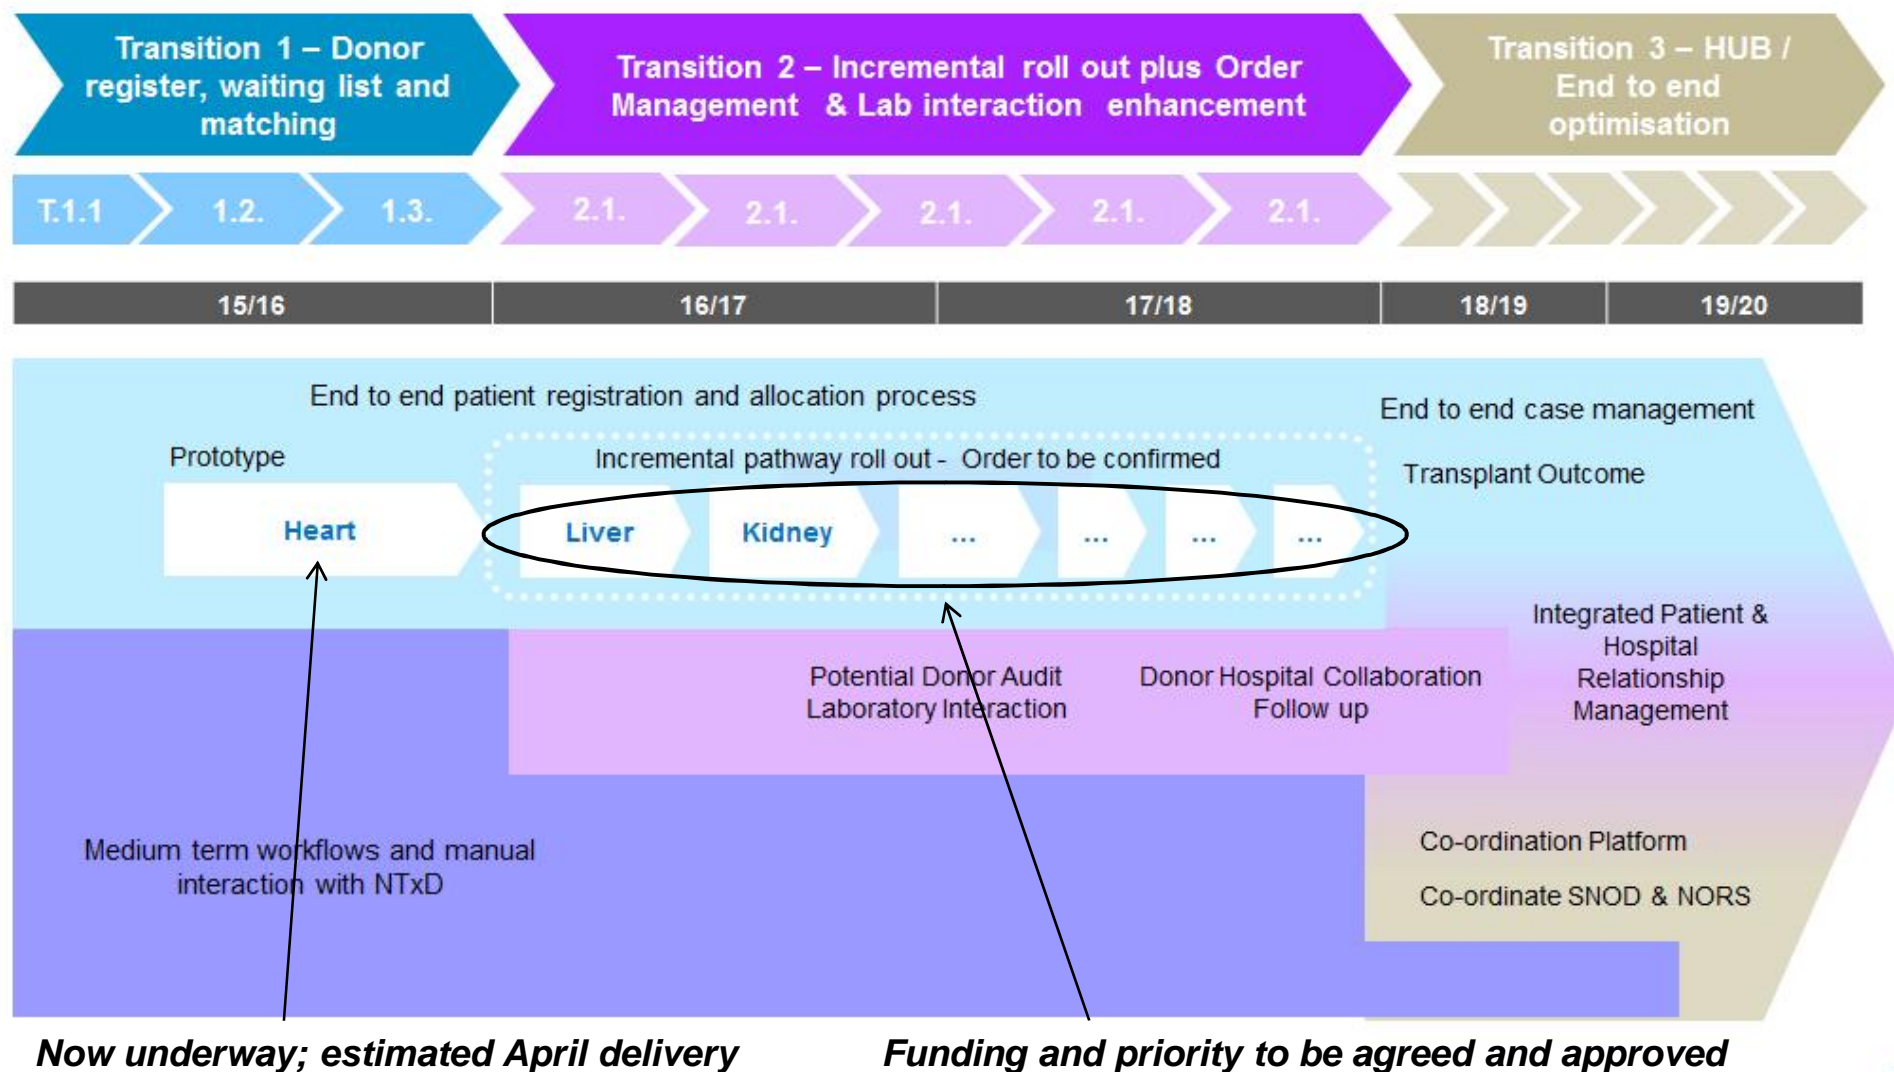 Transition 1 – Donor
register, waiting list and
matching
Transition 2 – Incremental roll out plus Order
Management & Lab interaction enhancement
Transition 3 – HUB /
End to end
optimisation
T.1.1
1.2.
1.3.
2.1.
2.1.
2.1.
2.1.
2.1.
15/16
16/17
17/18
18/19
19/20
End to end patient registration and allocation process
End to end case management
Prototype
Incremental pathway roll out - Order to be confirmed
Transplant Outcome
Heart
Liver
Kidney
...
...
...
...
Integrated Patient &
Hospital
Relationship
Management
Potential Donor Audit
Laboratory Interaction
Donor Hospital Collaboration
Follow up
Medium term workflows and manual
interaction with NTxD
Co-ordination Platform
Co-ordinate SNOD & NORS
Now underway; estimated April delivery
Funding and priority to be agreed and approved